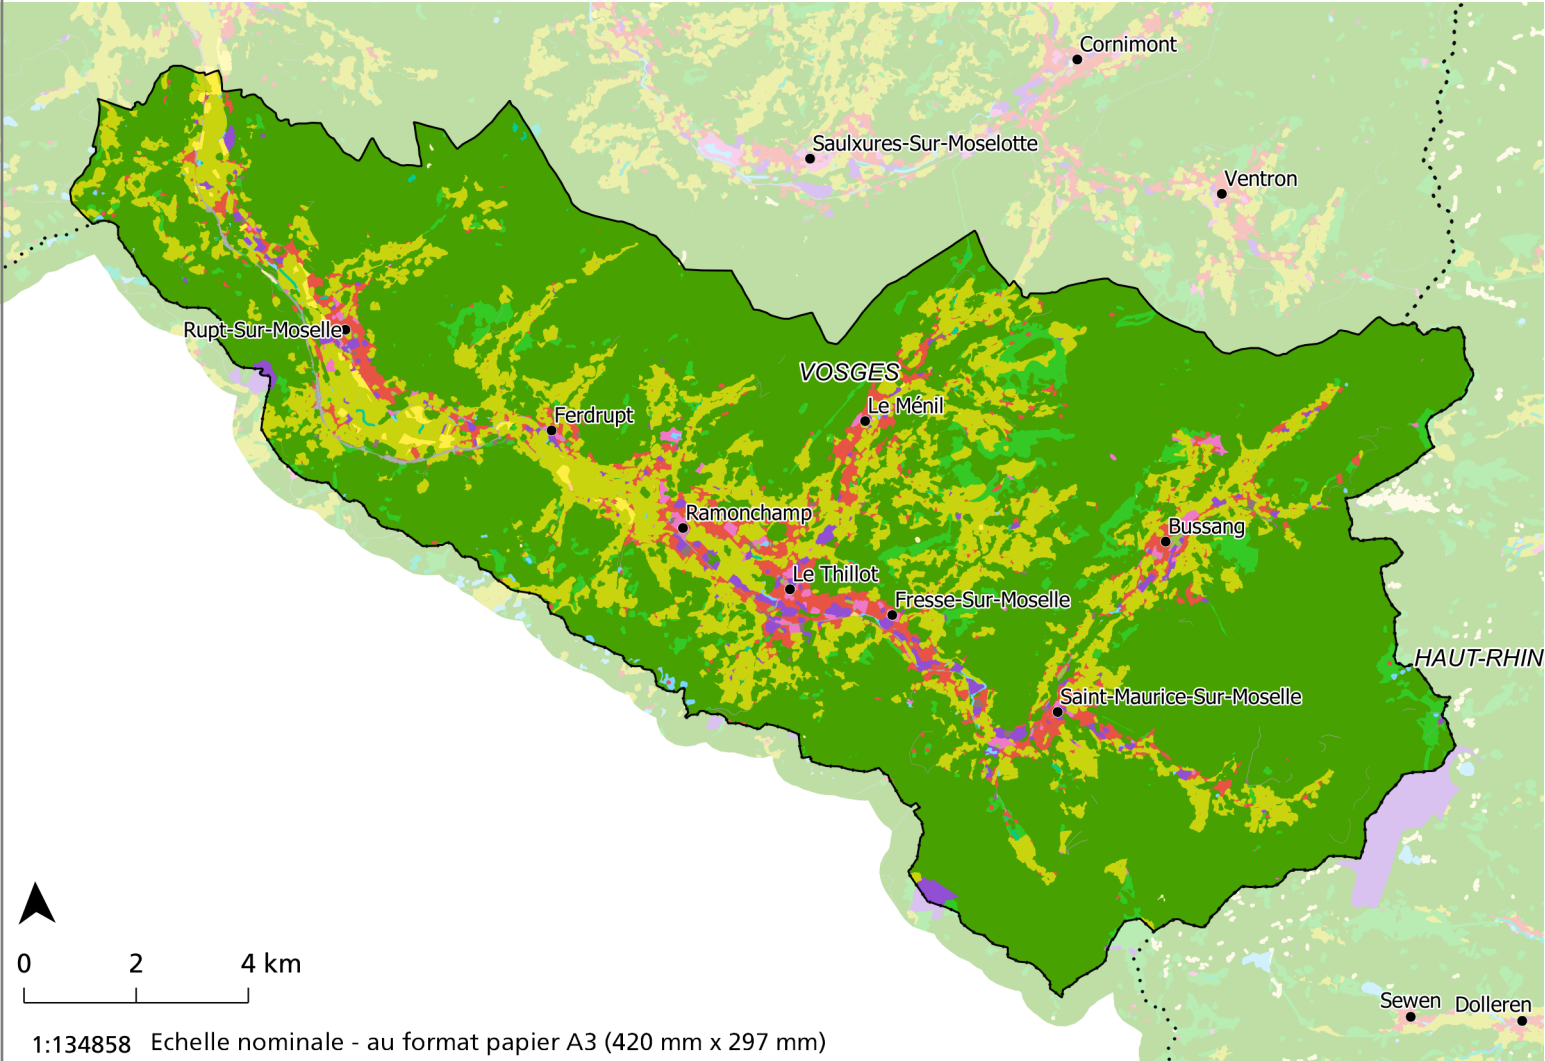 Cornimont
Saulxures-Sur-Moselotte
Ventron
Rupt-Sur-Moselle
VOSGES
Le Ménil
Ferdrupt
Ramonchamp
Bussang
Le Thillot
Fresse-Sur-Moselle
HAUT-RHIN
Saint-Maurice-Sur-Moselle
0 2 4 km
Sewen
Dolleren
1:134858 Echelle nominale - au format papier A3 (420 mm x 297 mm)